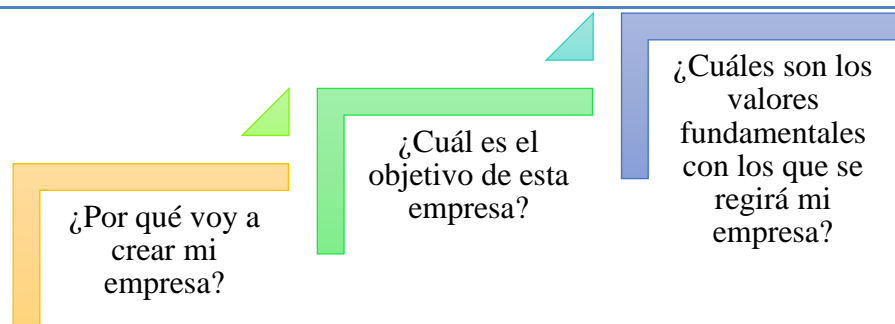 ¿Por qué voy a
crear mi
empresa?
¿Cuál es el
objetivo de esta
empresa?
¿Cuáles son los
valores
fundamentales
con los que se
regirá mi
empresa?